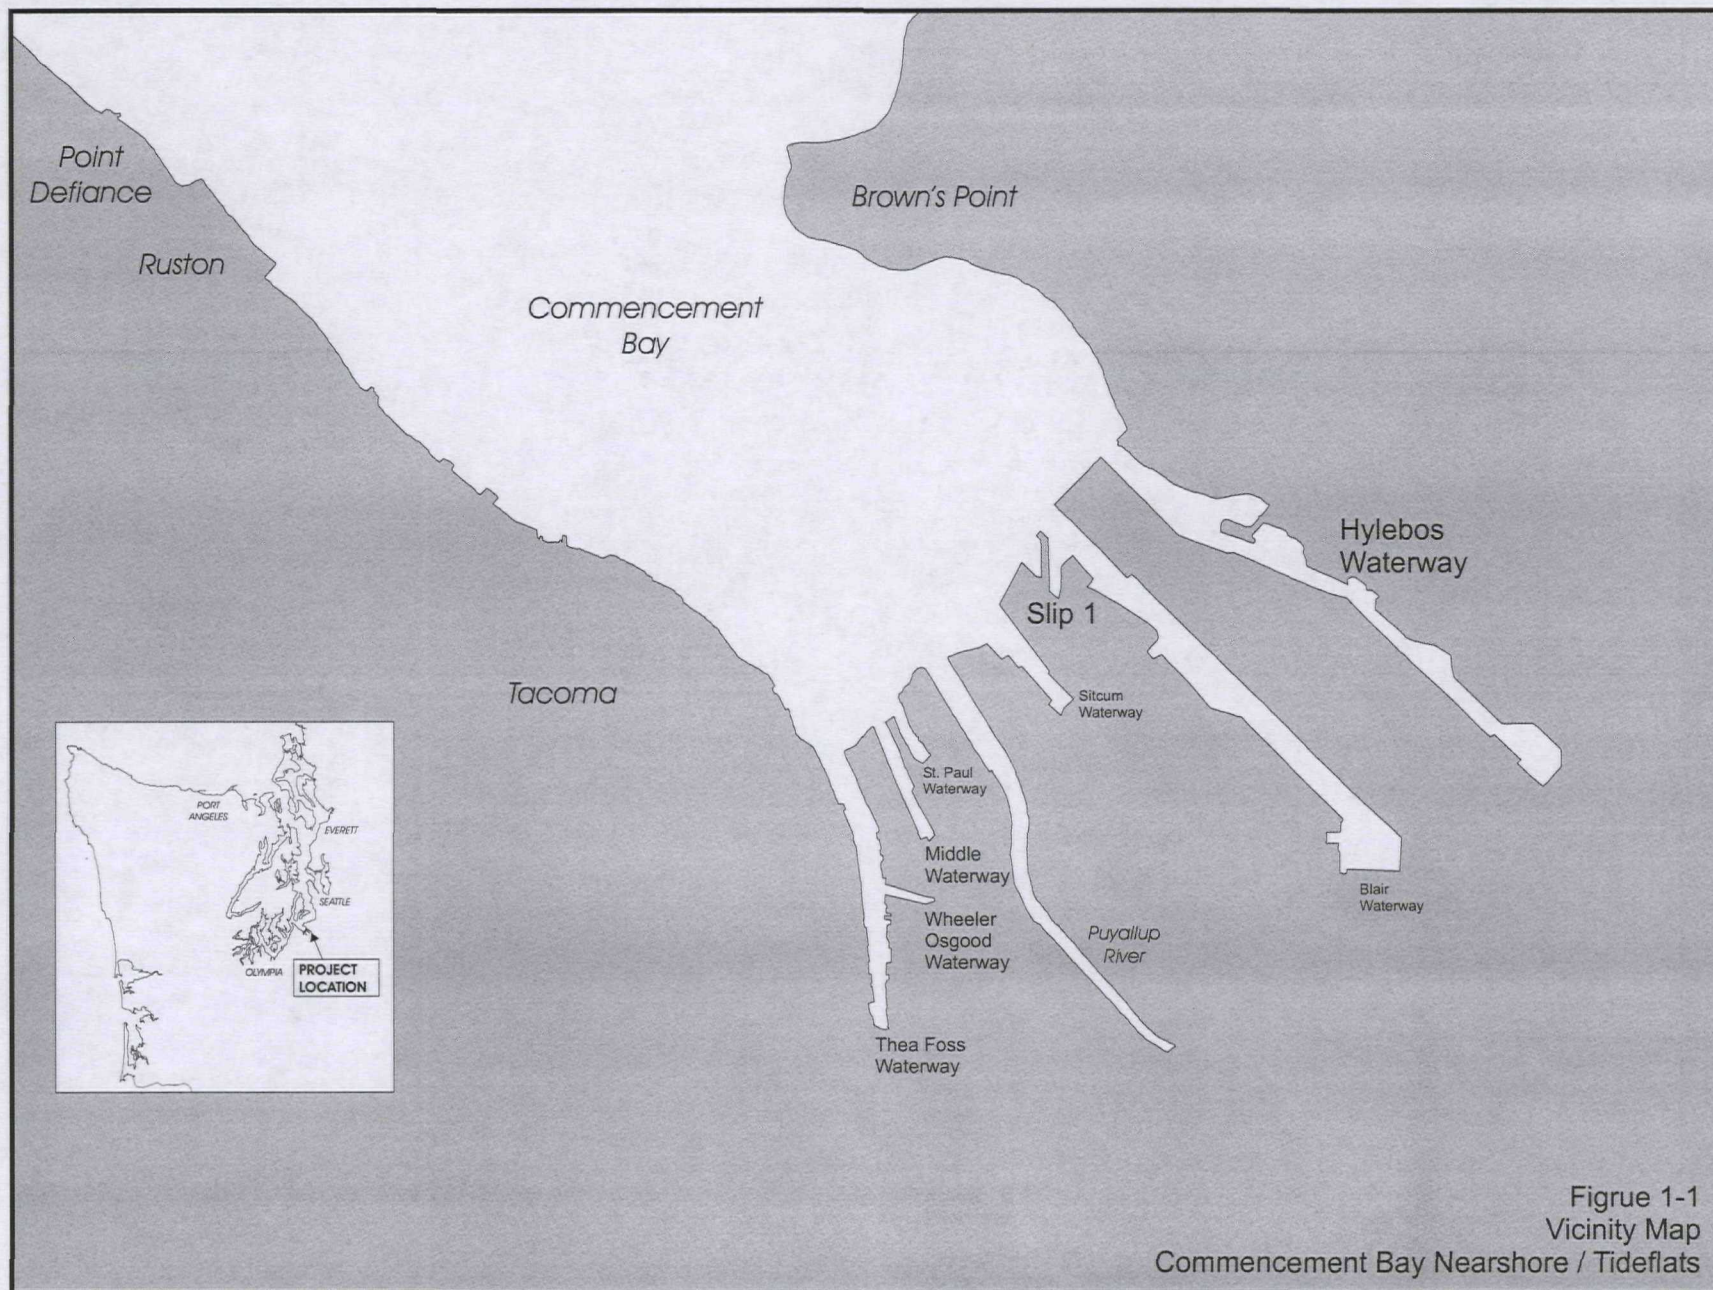 Point
Defiance
Ruston
Brown's Point
Commencement
Bay
Hylebos
Waterway
Slip 1
Tacoma
Sitcum
Waterway
St. Paul
Waterway
Middle
Waterway
Wheeler
Osgood
Waterway
Thea Foss
Waterway
Puyallup
River
Blair
Waterway
PORT
ANGELES
EVERETT
SEATTLE
OLYMPIA
PROJECT
LOCATION
Figrue 1-1
Vicinity Map
Commencement Bay Nearshore / Tideflats